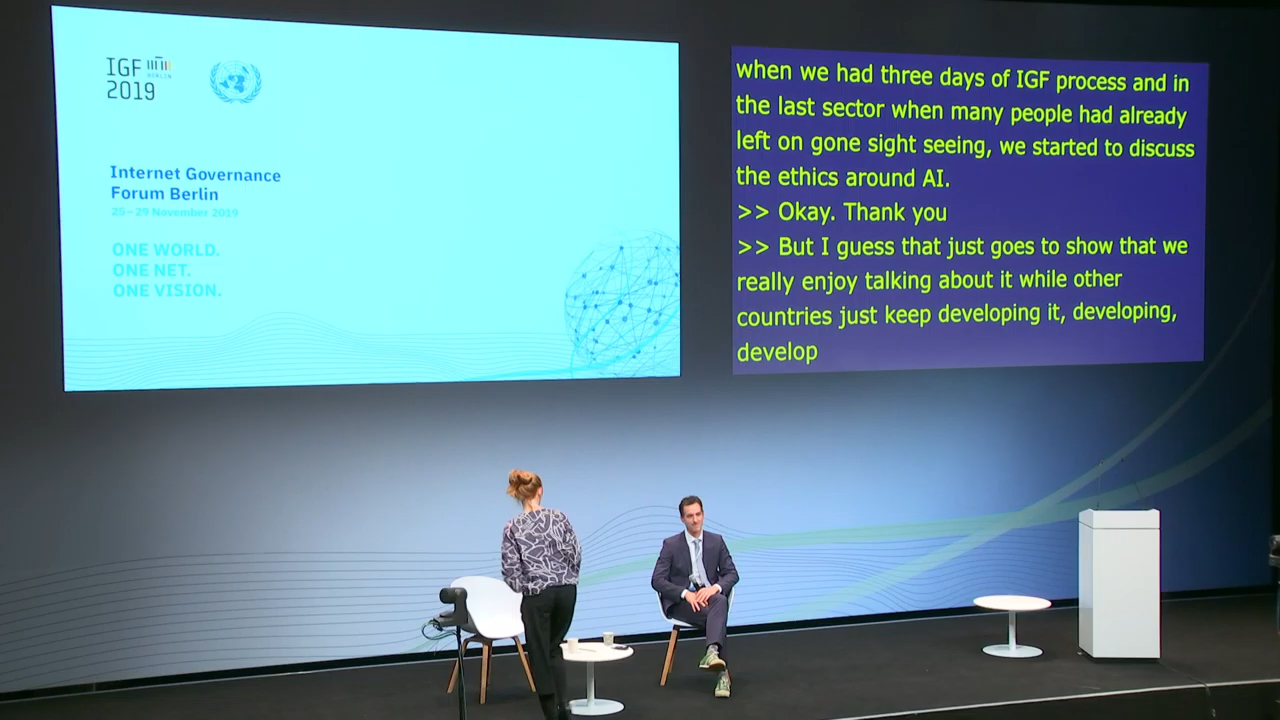 IGF
BERLIN
2019
Internet Governance
Forum Berlin
25 – 29 November 2019
ONE WORLD.
ONE NET.
ONE VISION.
when we had three days of IGF process and in
the last sector when many people had already
left on gone sight seeing, we started to discuss
the ethics around AI.
>> Okay. Thank you
>> But I guess that just goes to show that we
really enjoy talking about it while other
countries just keep developing it, developing,
develop